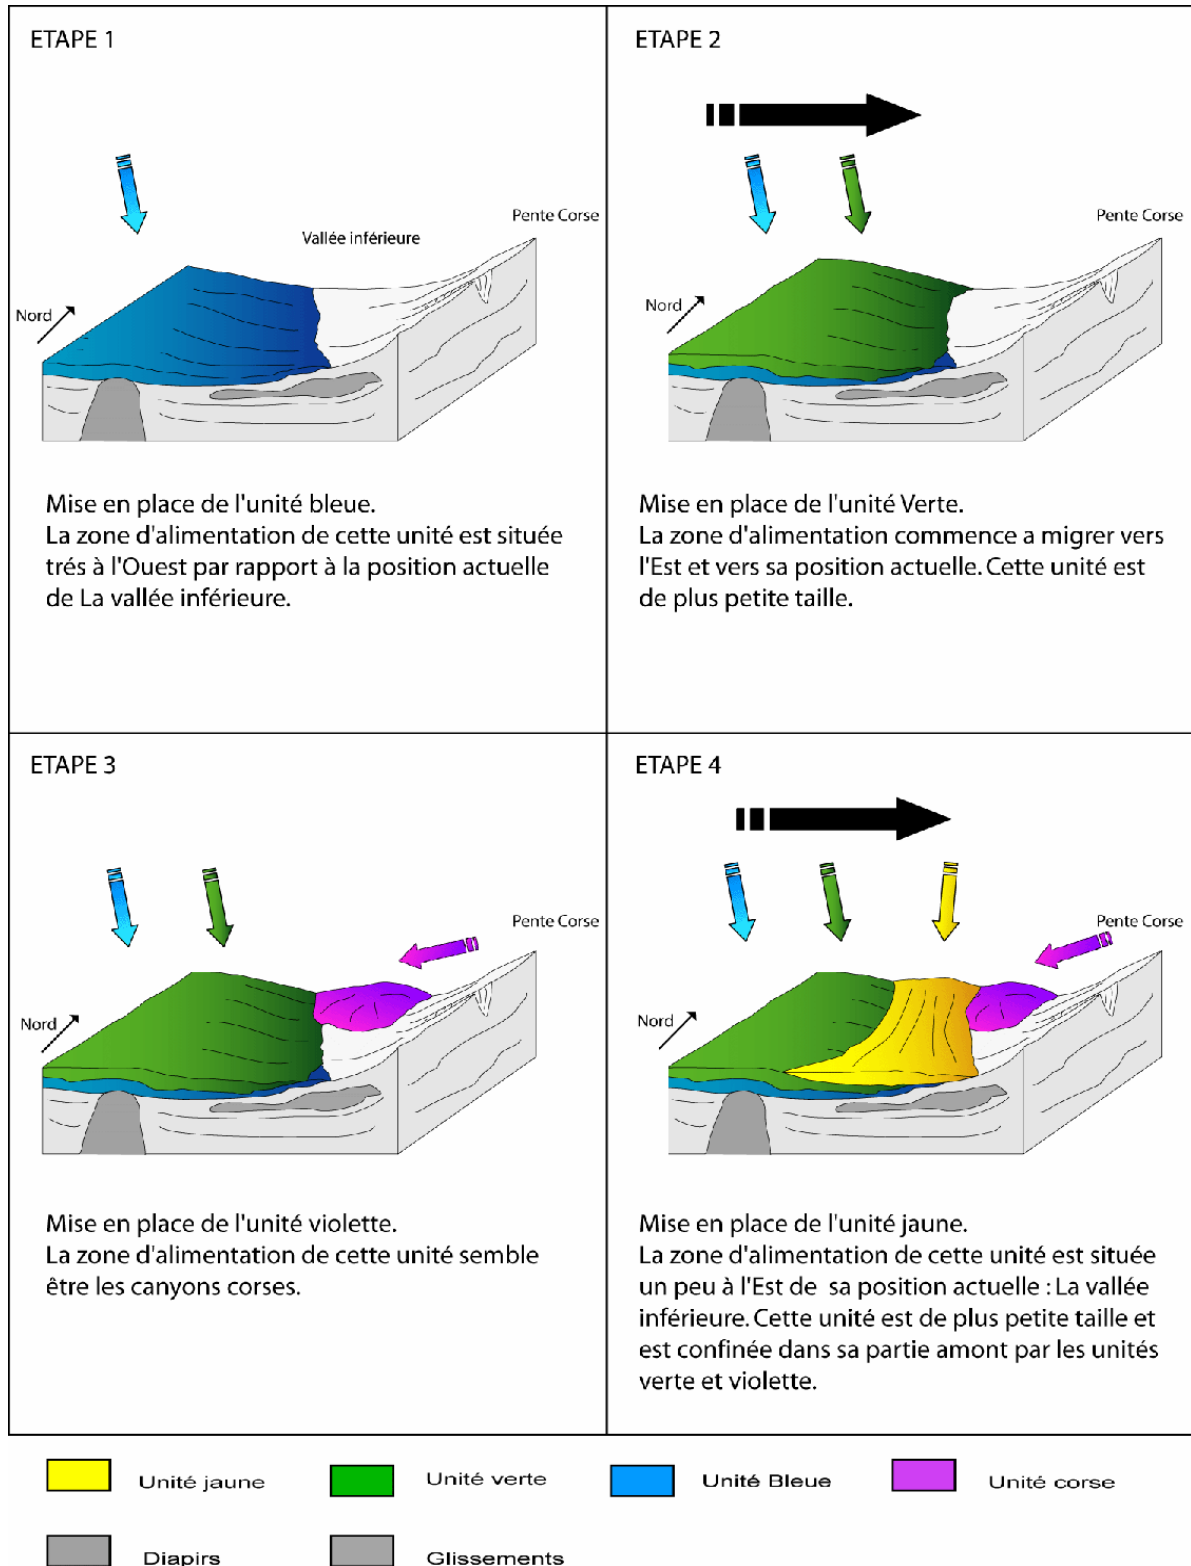 ETAPE 1
Pente Corse
Vallée inférieure
Nord
Mise en place de l'unité bleue.
La zone d'alimentation de cette unité est située
trés à l'Ouest par rapport à la position actuelle
de La vallée inférieure.
ETAPE 2
Pente Corse
Nord
Mise en place de l'unité Verte.
La zone d'alimentation commence a migrer vers
l'Est et vers sa position actuelle. Cette unité est
de plus petite taille.
ETAPE 3
Pente Corse
Nord
Mise en place de l'unité violette.
La zone d'alimentation de cette unité semble
être les canyons corses.
ETAPE 4
Pente Corse
Nord
Mise en place de l'unité jaune.
La zone d'alimentation de cette unité est située
un peu à l'Est de sa position actuelle : La vallée
inférieure. Cette unité est de plus petite taille et
est confinée dans sa partie amont par les unités
verte et violette.
Unité jaune
Unité verte
Unité Bleue
Unité corse
Diapirs
Glissements